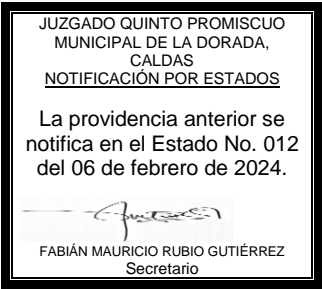 JUZGADO QUINTO PROMISCUO
MUNICIPAL DE LA DORADA,
CALDAS
NOTIFICACIÓN POR ESTADOS
La providencia anterior se
notifica en el Estado No. 012
del 06 de febrero de 2024.
FABIÁN MAURICIO RUBIO GUTIÉRREZ
Secretario